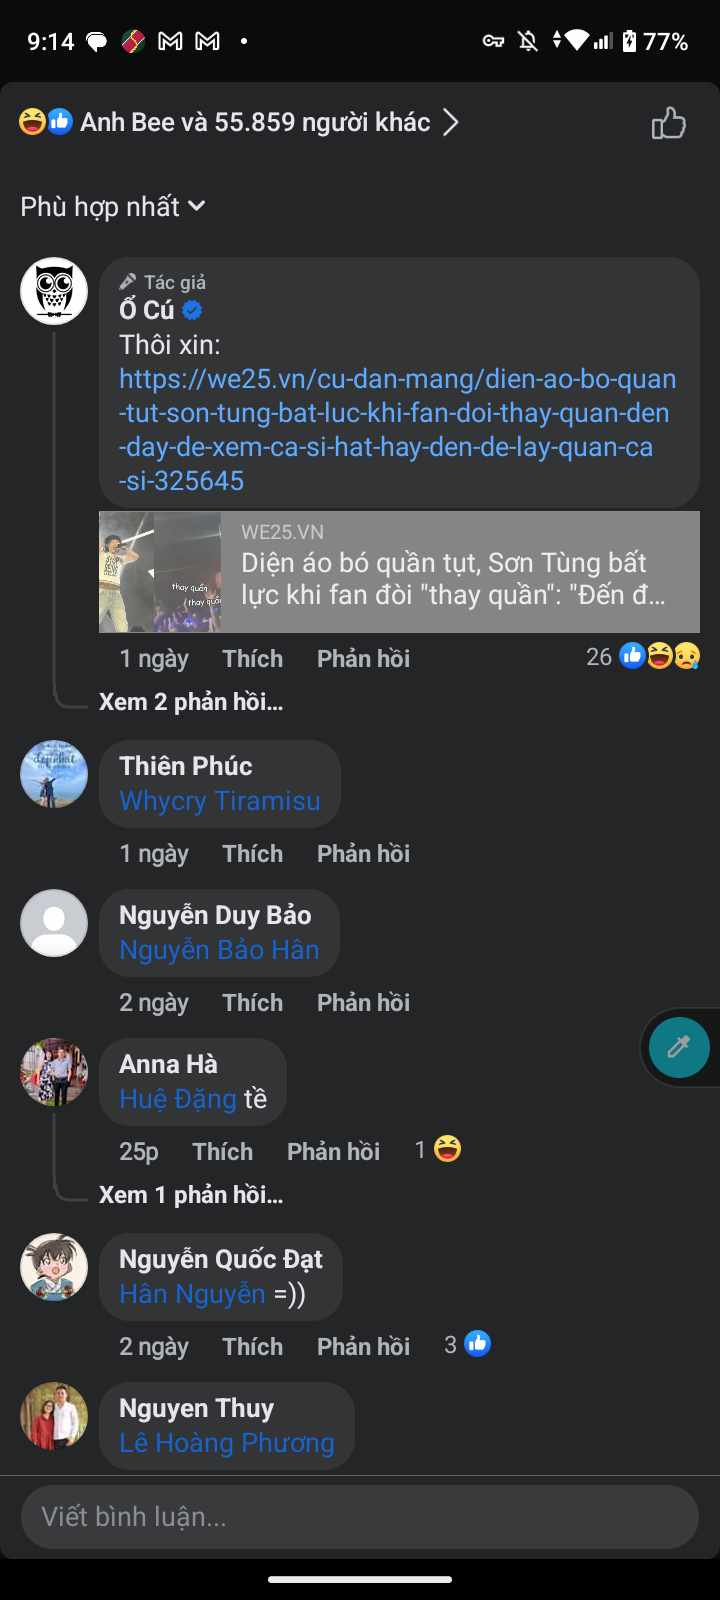 9:14
77%
Anh Bee và 55.859 người khác
Phù hợp nhất
Tác giả
Ổ Cú
Thôi xin:
https://we25.vn/cu-dan-mang/dien-ao-bo-quan
-tut-son-tung-bat-luc-khi-fan-doi-thay-quan-den
-day-de-xem-ca-si-hat-hay-den-de-lay-quan-ca
-si-325645
thay quần
(thay quần
WE25.VN
Diện áo bó quần tụt, Sơn Tùng bất
lực khi fan đòi "thay quần": "Đến đ...
1 ngày Thích Phản hồi 26
Xem 2 phản hồi...
Thiên Phúc
Whycry Tiramisu
1 ngày Thích Phản hồi
Nguyễn Duy Bảo
Nguyễn Bảo Hân
2 ngày Thích Phản hồi
Anna Hà
Huệ Đặng tề
25p Thích Phản hồi 1
Xem 1 phản hồi...
Nguyễn Quốc Đạt
Hân Nguyễn =))
2 ngày Thích Phản hồi 3
Nguyen Thuy
Lê Hoàng Phương
Viết bình luận...